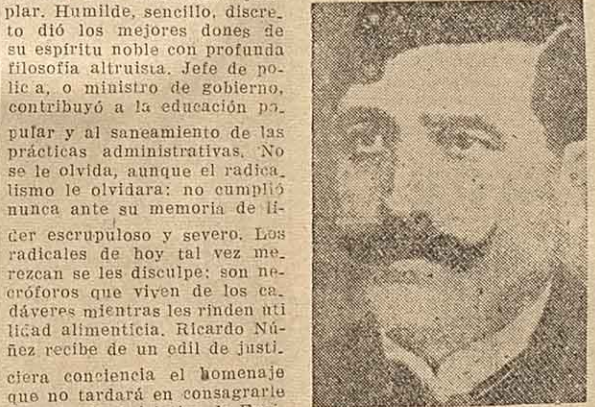 plar. Humilde, sencillo, discre_
to dió los mejores dones de
su espíritu noble con profunda
filosofía altruista. Jefe de po-
lic a, o ministro de gobierno,
contribuyó a la educación po_
pular y al saneamiento de las
prácticas administrativas. No
se le olvida, aunque el radica_
lismo le olvidara: no cumplió
nunca ante su memoria de lí-
der escrupuloso y severo. Los
radicales de hoy tal vez me_
rezcan se les disculpe: son ne-
cróforos que viven de los ca_
dáveres mientras les rinden uti
lidad alimenticia. Ricardo Nú-
ñez recibe de un edil de justi_
ciera conciencia el homenaje
que no tardará en consagrarle